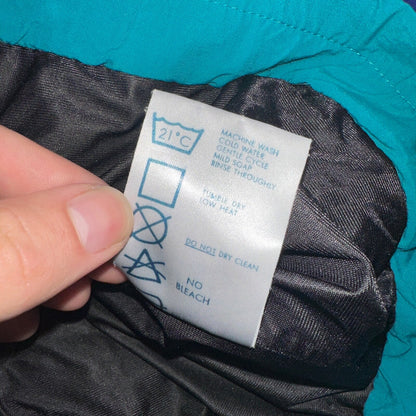 21°C
MACHINE WASH
COLD WATER
GENTLE CYCLE
MILD SOAP
RINSE THROUGHLY
TUMBLE DRY
LOW HEAT
DO NOT DRY CLEAN
NO
BLEACH